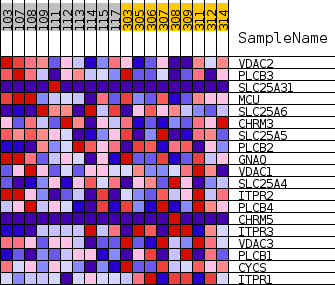 107 108 109 111 112 113 114 115 117 303 305 306 307 308 309 311 312 314
SampleName
VDAC2
PLCB3
SLC25A31
MCU
SLC25A6
CHRM3
SLC25A5
PLCB2
GNAQ
VDAC1
SLC25A4
ITPR2
PLCB4
CHRM5
ITPR3
VDAC3
PLCB1
CYCS
ITPR1